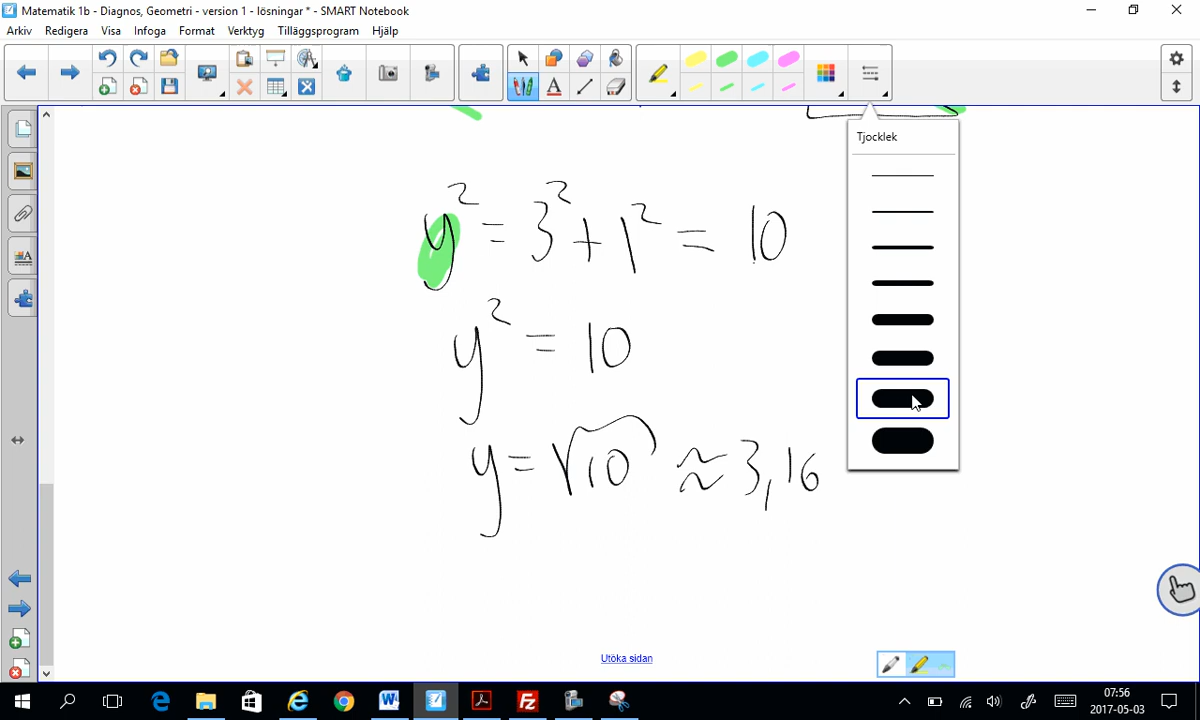 Matematik 1b - Diagnos, Geometri - version 1 - lösningar * - SMART Notebook
Arkiv Redigera Visa Infoga Format Verktyg Tilläggsprogram Hjälp
Tjocklek
y² = 3² + 1² = 10
y² = 10
y = √10 ≈ 3,16
Utöka sidan
07:56
2017-05-03